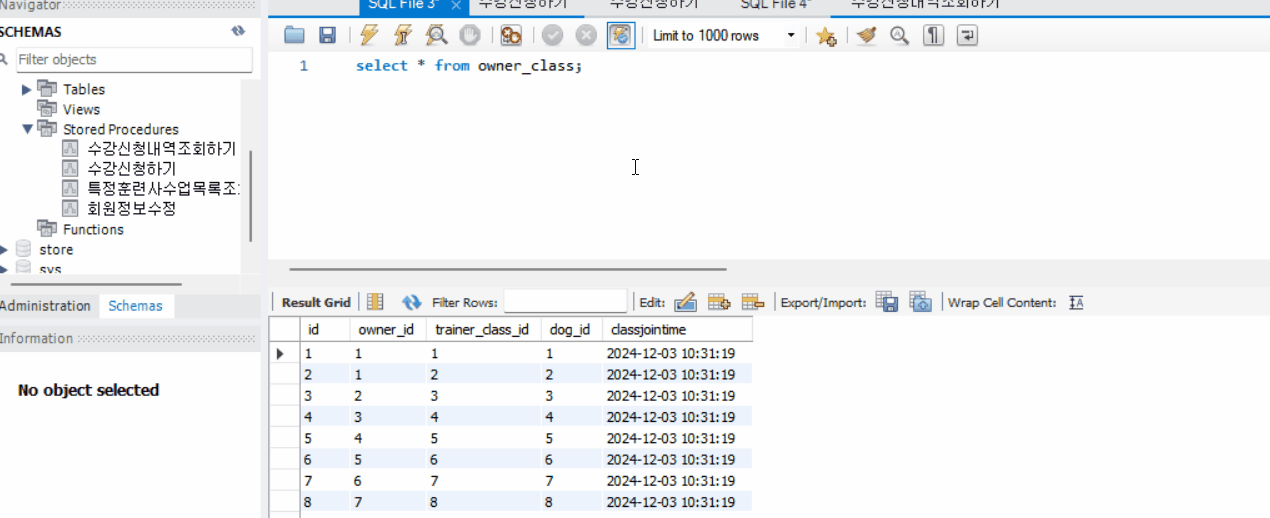 Navigator
SQL File 3*
수강신청하기
수강신청하기
SQL File 4*
수강신청내역조회하기
SCHEMAS
Limit to 1000 rows
Filter objects
1 select * from owner_class;
Tables
Views
Stored Procedures
수강신청내역조회하기
수강신청하기
특정훈련사수업목록조
회원정보수정
Functions
store
sys
Administration Schemas
Result Grid Filter Rows: Edit: Export/Import: Wrap Cell Content: IA
Information
No object selected
id owner_id trainer_class_id dog_id classjointime
1 1 1 1 2024-12-03 10:31:19
2 1 2 2 2024-12-03 10:31:19
3 2 3 3 2024-12-03 10:31:19
4 3 4 4 2024-12-03 10:31:19
5 4 5 5 2024-12-03 10:31:19
6 5 6 6 2024-12-03 10:31:19
7 6 7 7 2024-12-03 10:31:19
8 7 8 8 2024-12-03 10:31:19